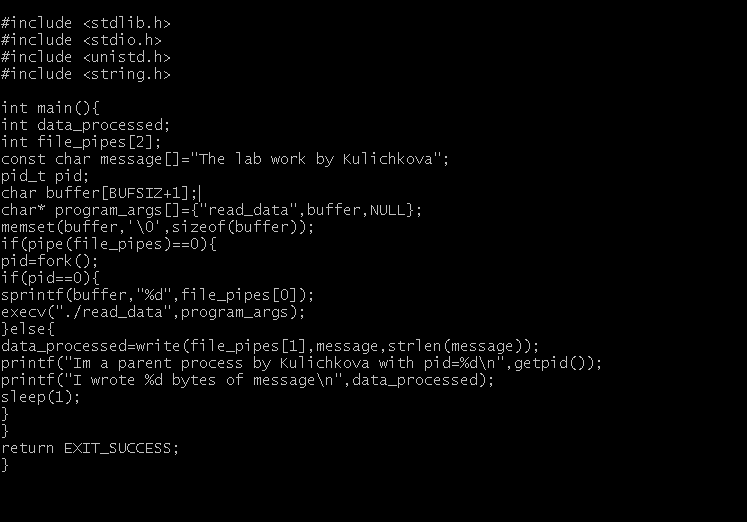 #include <stdlib.h>
#include <stdio.h>
#include <unistd.h>
#include <string.h>
int main(){
int data_processed;
int file_pipes[2];
const char message[]="The lab work by Kulichkova";
pid_t pid;
char buffer[BUFSIZ+1];
char* program_args[]={"read_data",buffer,NULL};
memset(buffer,'\0',sizeof(buffer));
if(pipe(file_pipes)==0){
pid=fork();
if(pid==0){
sprintf(buffer,"%d",file_pipes[0]);
execv("./read_data",program_args);
}else{
data_processed=write(file_pipes[1],message,strlen(message));
printf("Im a parent process by Kulichkova with pid=%d\n",getpid());
printf("I wrote %d bytes of message\n",data_processed);
sleep(1);
}
}
return EXIT_SUCCESS;
}